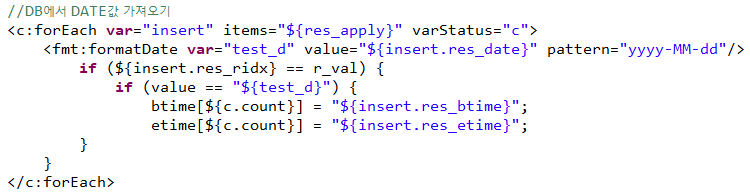 //DB에서 DATE값 가져오기
<c:forEach var="insert" items="${res_apply}" varStatus="c">
    <fmt:formatDate var="test_d" value="${insert.res_date}" pattern="yyyy-MM-dd"/>
        if (${insert.res_ridx} == r_val) {
            if (value == "${test_d}") {
                btime[${c.count}] = "${insert.res_btime}";
                etime[${c.count}] = "${insert.res_etime}";
        }
    }
</c:forEach>